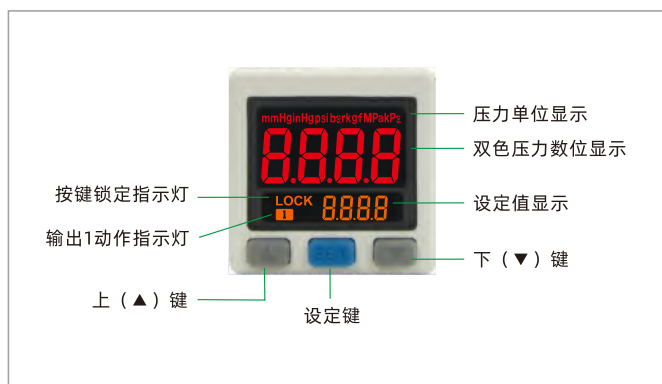 压力单位显示
mmHginHgpsibarkgfMPakPa
双色压力数位显示
8.8.8.8
按键锁定指示灯
LOCK
8.8.8.8
设定值显示
输出1动作指示灯
1
SET
下（▼）键
上（▲）键
设定键